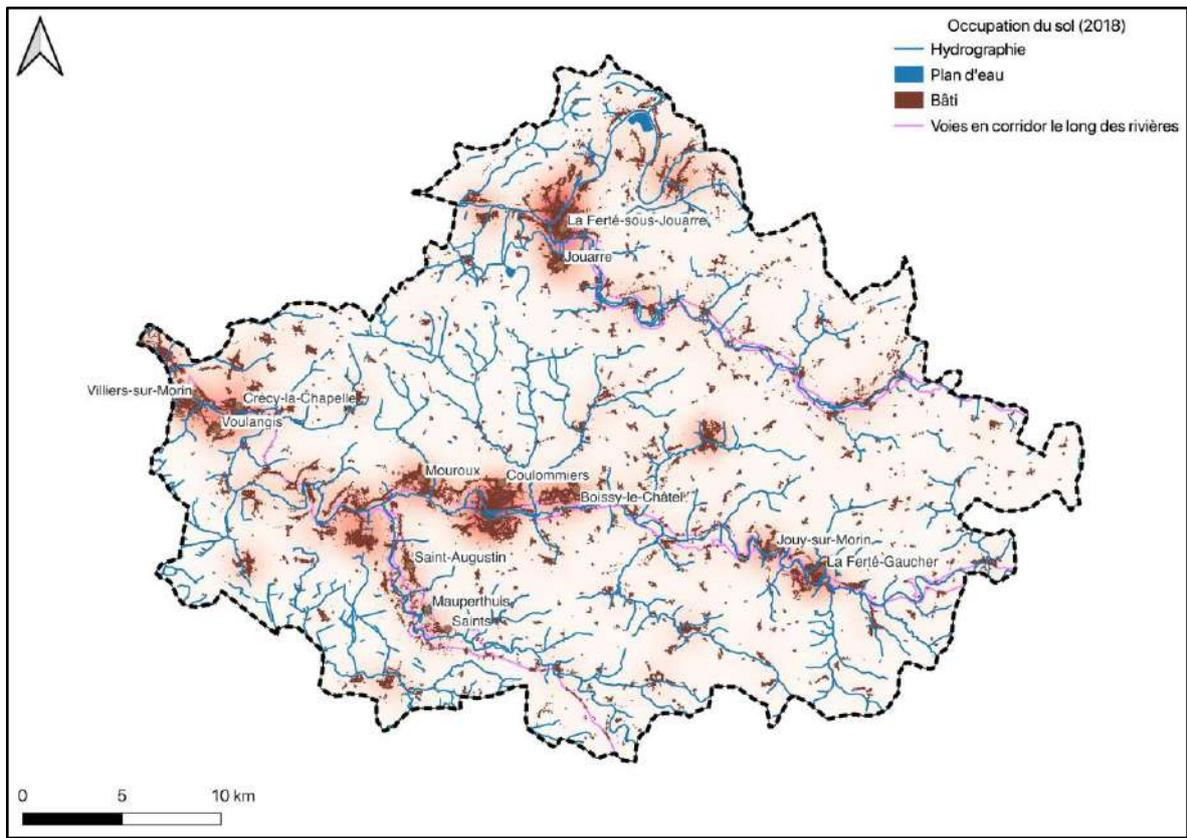 Occupation du sol (2018)
Hydrographie
Plan d'eau
Bâti
Voies en corridor le long des rivières
La Ferté-sous-Jouarre
Jouarre
Villiers-sur-Morin
Crécy-la-Chapelle
Voulangis
Mouroux
Coulommiers
Boissy-le-Châtel
Jouy-sur-Morin
Saint-Augustin
La Ferté-Gaucher
Mauperthuis
Saints
0 5 10 km